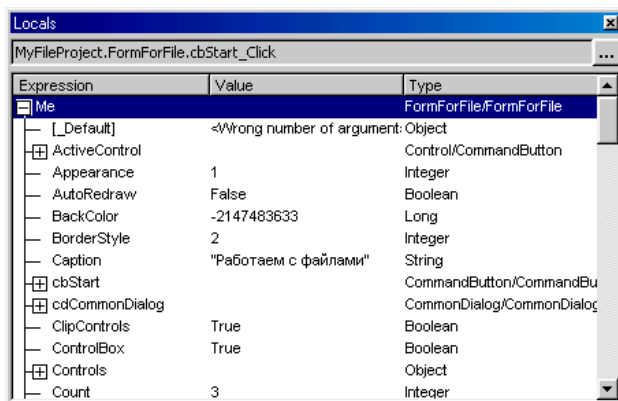 Locals
MyFileProject.FormForFile.cbStart_Click ...
Expression Value Type
Me FormForFile/FormForFile
[_Default] <Wrong number of argument: Object
ActiveControl Control/CommandButton
Appearance 1 Integer
AutoRedraw False Boolean
BackColor -2147483633 Long
BorderStyle 2 Integer
Caption "Работаем с файлами" String
cbStart CommandButton/CommandBu
cdCommonDialog CommonDialog/CommonDialog
ClipControls True Boolean
ControlBox True Boolean
Controls Object
Count 3 Integer